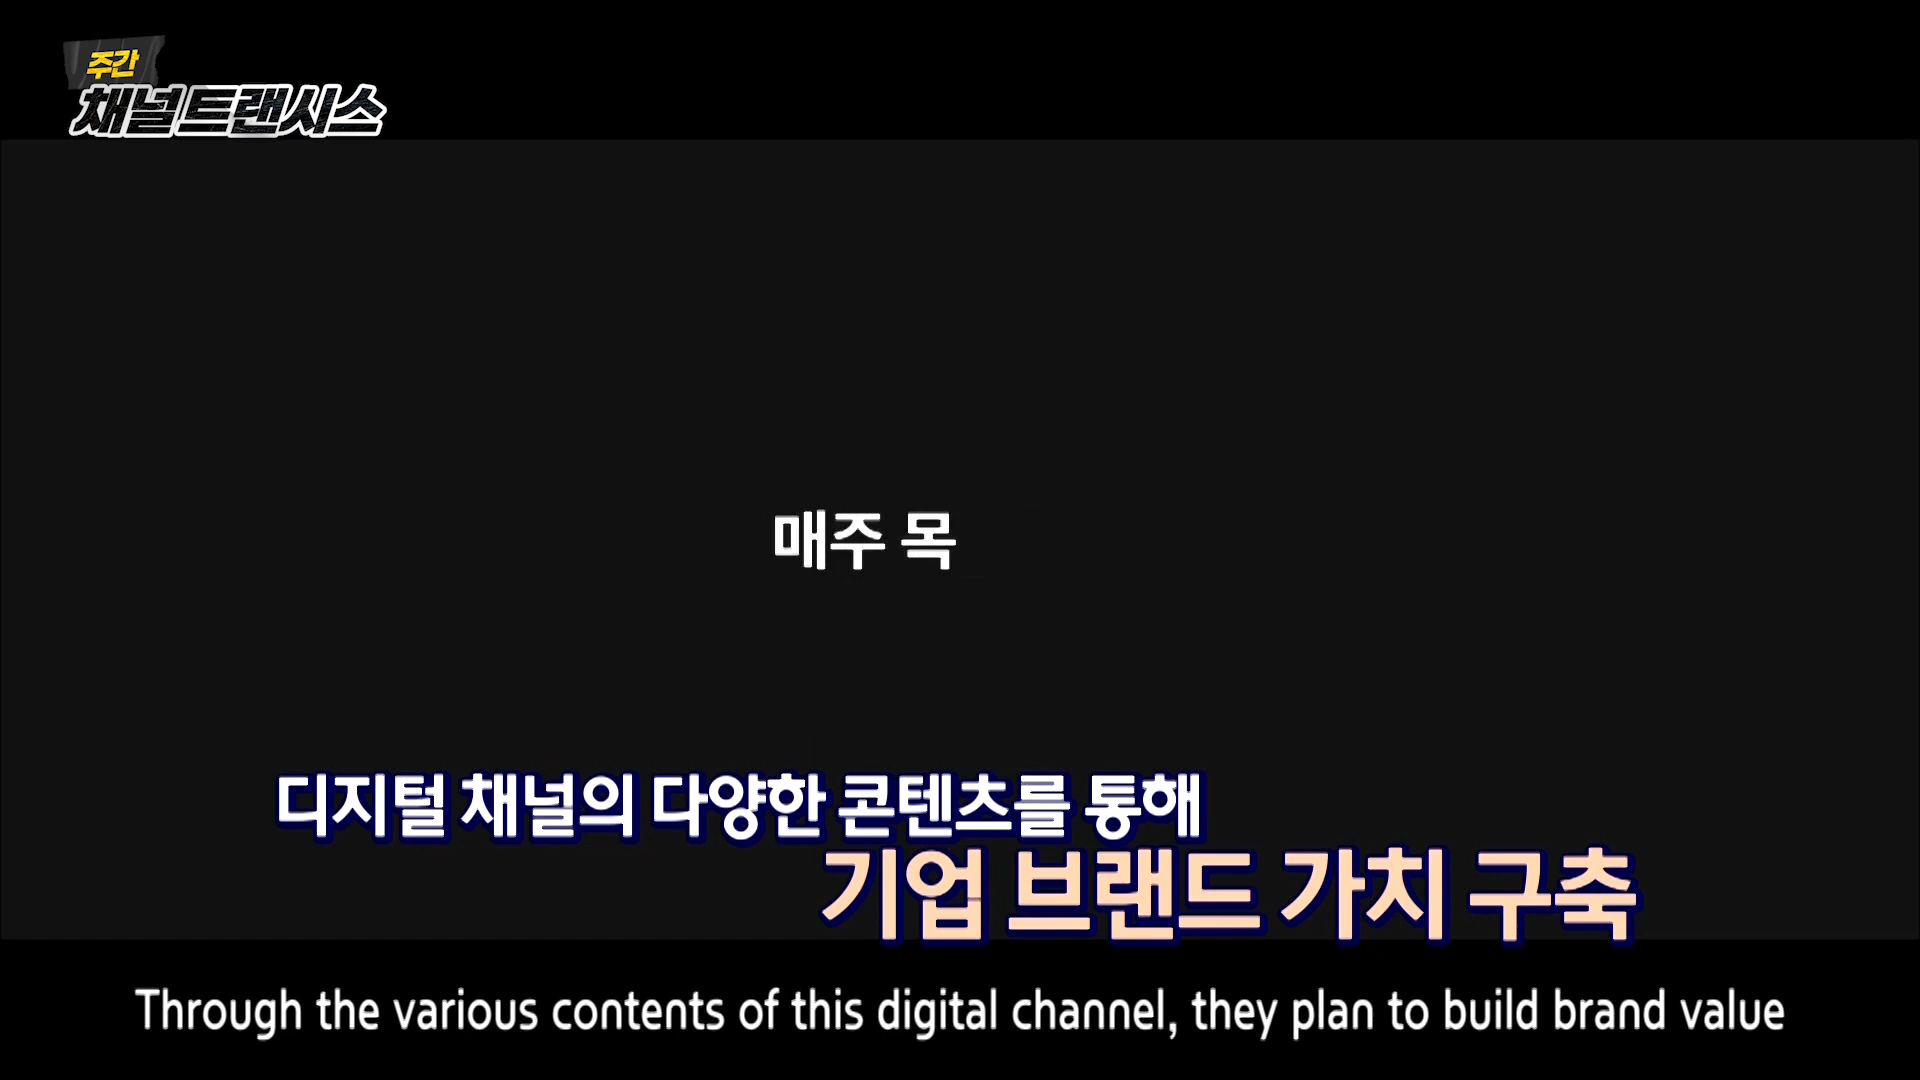 주간
채널트랜시스
매주 목
디지털 채널의 다양한 콘텐츠를 통해
기업 브랜드 가치 구축
Through the various contents of this digital channel, they plan to build brand value